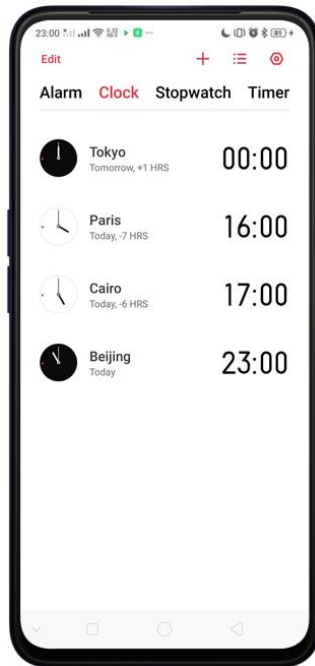 23:00
Edit
Alarm Clock Stopwatch Timer
Tokyo
Tomorrow, +1 HRS
00:00
Paris
Today, -7 HRS
16:00
Cairo
Today, -6 HRS
17:00
Beijing
Today
23:00